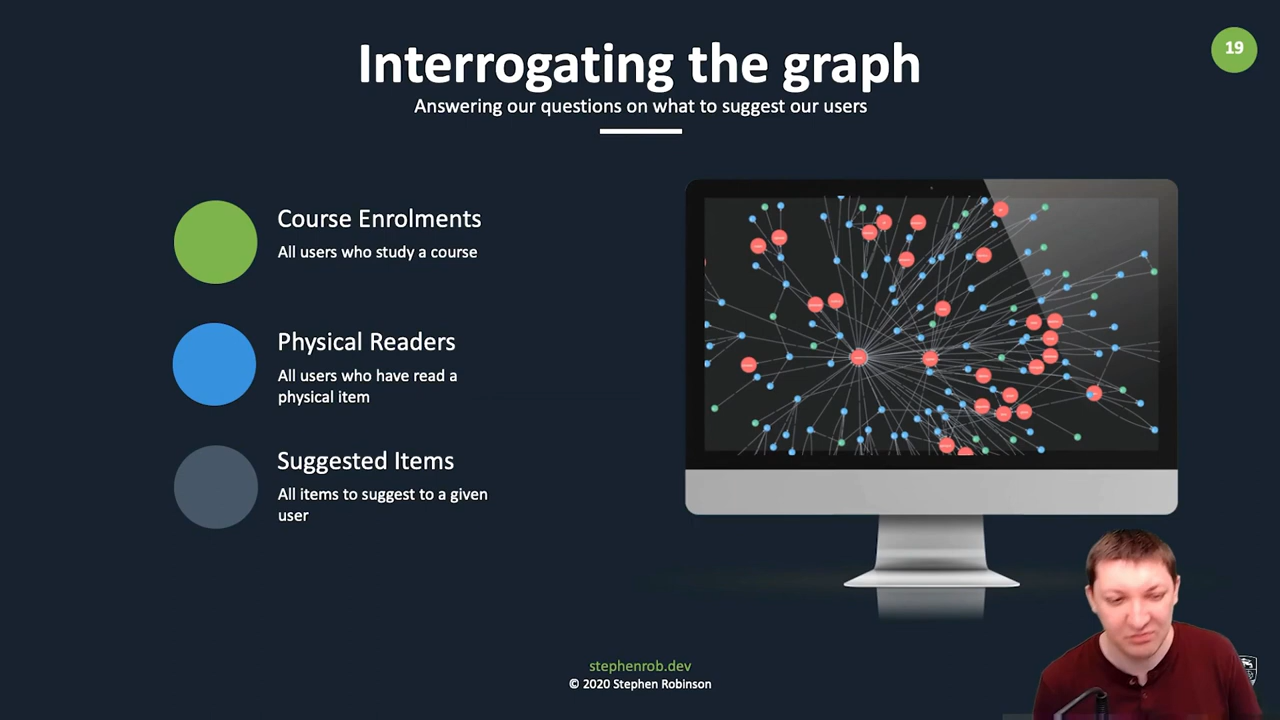 Interrogating the graph
19
Answering our questions on what to suggest our users
Course Enrolments
All users who study a course
Physical Readers
All users who have read a
physical item
Suggested Items
All items to suggest to a given
user
stephenrob.dev
© 2020 Stephen Robinson